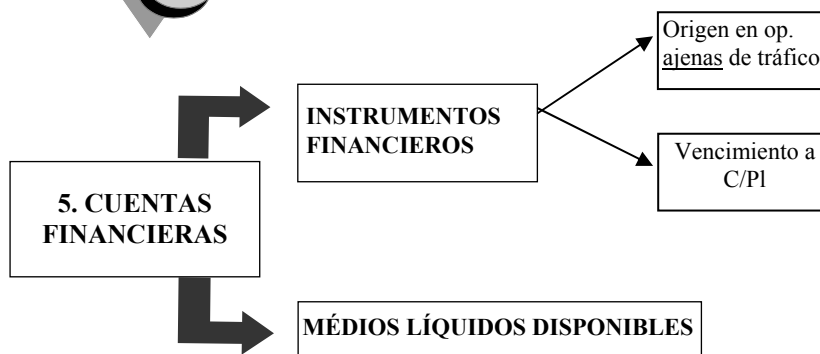 Origen en op.
ajenas de tráfico
INSTRUMENTOS
FINANCIEROS
Vencimiento a
C/Pl
5. CUENTAS
FINANCIERAS
MÉDIOS LÍQUIDOS DISPONIBLES